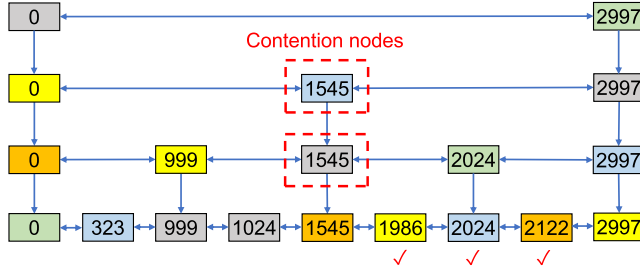 0 2997
Contention nodes
0 1545 2997
0 999 1545 2024 2997
0 323 999 1024 1545 1986 2024 2122 2997
✓ ✓ ✓